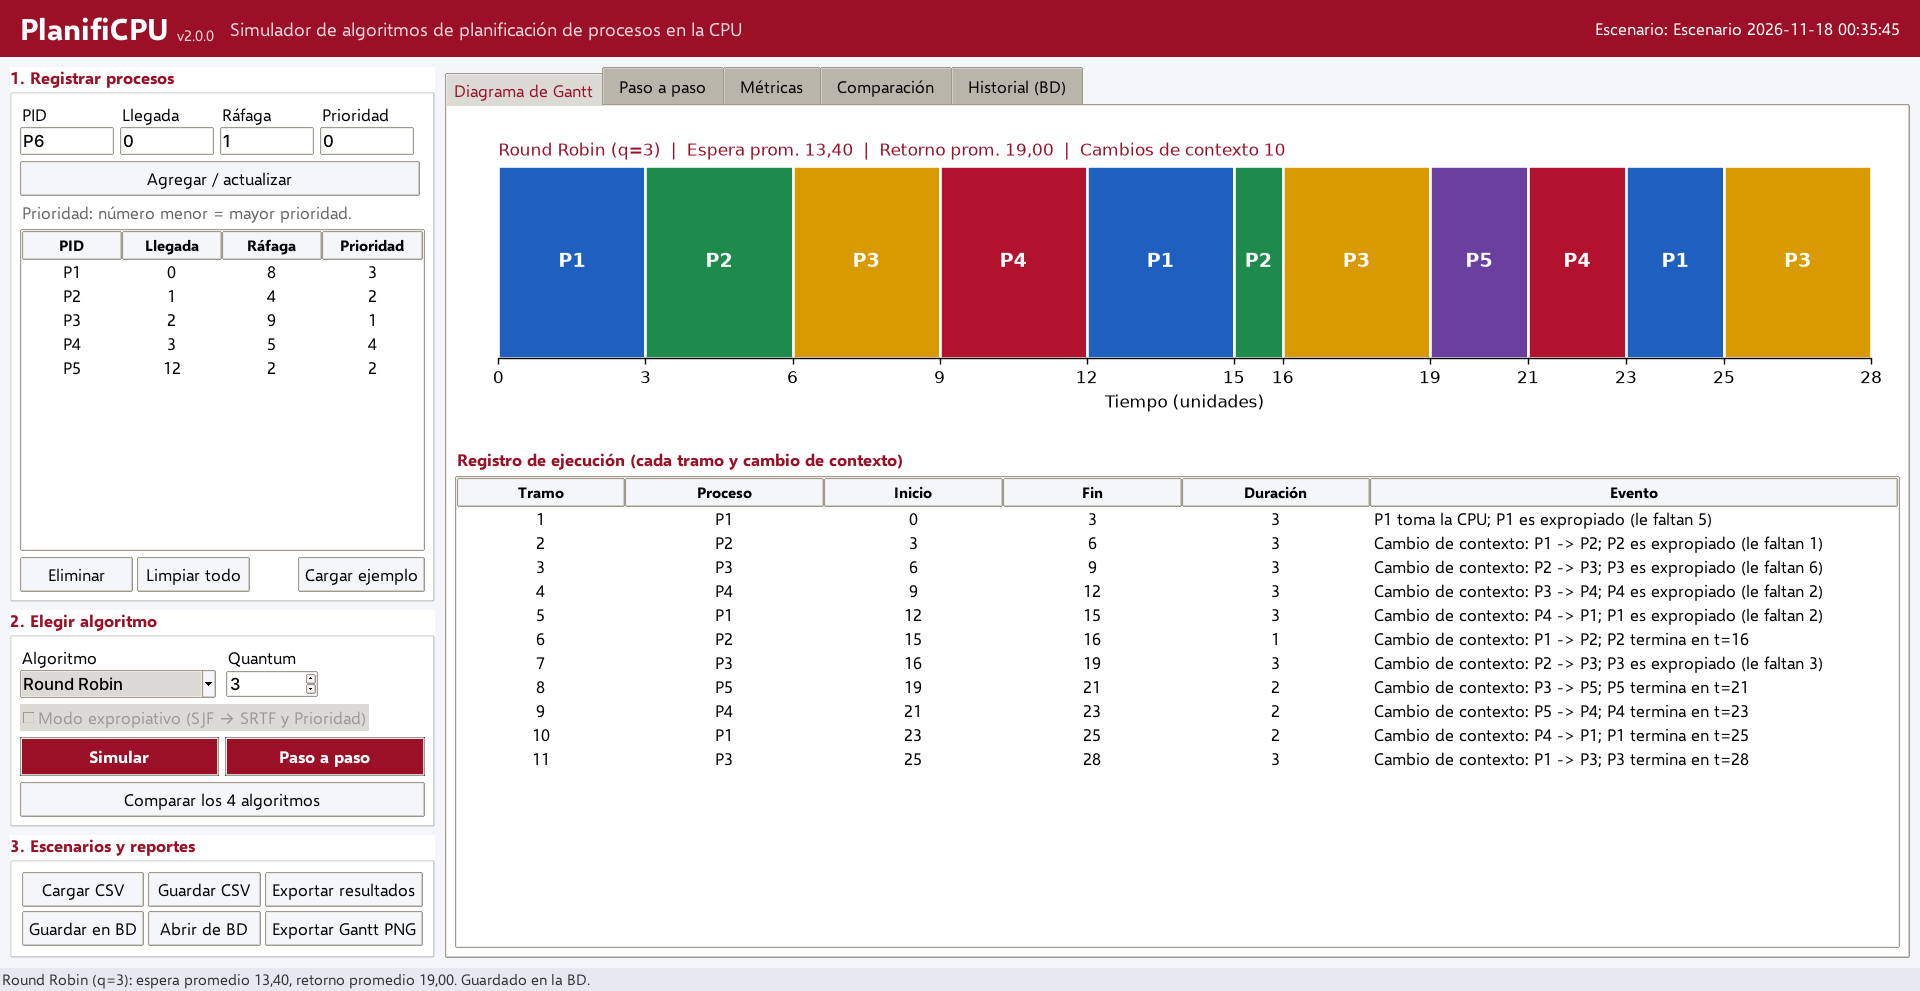 PlanifiCPU v2.0.0 Simulador de algoritmos de planificación de procesos en la CPU Escenario: Escenario 2026-11-18 00:35:45
1. Registrar procesos
PID Llegada Ráfaga Prioridad
P6 0 1 0
Agregar / actualizar
Prioridad: número menor = mayor prioridad.
PID Llegada Ráfaga Prioridad
P1 0 8 3
P2 1 4 2
P3 2 9 1
P4 3 5 4
P5 12 2 2
Eliminar Limpiar todo Cargar ejemplo
2. Elegir algoritmo
Algoritmo Quantum
Round Robin 3
Modo expropiativo (SJF → SRTF y Prioridad)
Simular Paso a paso
Comparar los 4 algoritmos
3. Escenarios y reportes
Cargar CSV Guardar CSV Exportar resultados
Guardar en BD Abrir de BD Exportar Gantt PNG
Diagrama de Gantt Paso a paso Métricas Comparación Historial (BD)
Round Robin (q=3) | Espera prom. 13,40 | Retorno prom. 19,00 | Cambios de contexto 10
P1 P2 P3 P4 P1 P2 P3 P5 P4 P1 P3
0 3 6 9 12 15 16 19 21 23 25 28
Tiempo (unidades)
Registro de ejecución (cada tramo y cambio de contexto)
Tramo Proceso Inicio Fin Duración Evento
1 P1 0 3 3 P1 toma la CPU; P1 es expropiado (le faltan 5)
2 P2 3 6 3 Cambio de contexto: P1 -> P2; P2 es expropiado (le faltan 1)
3 P3 6 9 3 Cambio de contexto: P2 -> P3; P3 es expropiado (le faltan 6)
4 P4 9 12 3 Cambio de contexto: P3 -> P4; P4 es expropiado (le faltan 2)
5 P1 12 15 3 Cambio de contexto: P4 -> P1; P1 es expropiado (le faltan 2)
6 P2 15 16 1 Cambio de contexto: P1 -> P2; P2 termina en t=16
7 P3 16 19 3 Cambio de contexto: P2 -> P3; P3 es expropiado (le faltan 3)
8 P5 19 21 2 Cambio de contexto: P3 -> P5; P5 termina en t=21
9 P4 21 23 2 Cambio de contexto: P5 -> P4; P4 termina en t=23
10 P1 23 25 2 Cambio de contexto: P4 -> P1; P1 termina en t=25
11 P3 25 28 3 Cambio de contexto: P1 -> P3; P3 termina en t=28
Round Robin (q=3): espera promedio 13,40, retorno promedio 19,00. Guardado en la BD.